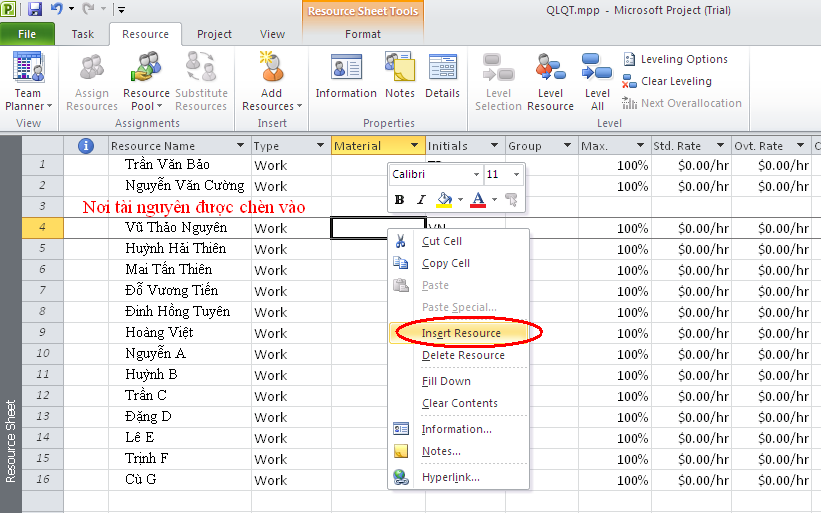 Resource Sheet Tools
QLQT.mpp - Microsoft Project (Trial)
File Task Resource Project View Format
Team Planner
Assign Resources
Resource Pool
Substitute Resources
Add Resources
Information
Notes
Details
Level Selection
Level Resource
Level All
Leveling Options
Clear Leveling
Next Overallocation
View Assignments Insert Properties Level
Resource Name Type Material Initials Group Max. Std. Rate Ovt. Rate C
1 Trần Văn Bảo Work 100% $0.00/hr $0.00/hr
2 Nguyễn Văn Cường Work 100% $0.00/hr $0.00/hr
Calibri 11
B I A
3 Nơi tài nguyên được chèn vào
4 Vũ Thảo Nguyên Work VN 100% $0.00/hr $0.00/hr
5 Huỳnh Hải Thiên Work 100% $0.00/hr $0.00/hr
6 Mai Tấn Thiên Work 100% $0.00/hr $0.00/hr
7 Đỗ Vương Tiến Work 100% $0.00/hr $0.00/hr
8 Đinh Hồng Tuyên Work 100% $0.00/hr $0.00/hr
9 Hoàng Việt Work 100% $0.00/hr $0.00/hr
10 Nguyễn A Work 100% $0.00/hr $0.00/hr
11 Huỳnh B Work 100% $0.00/hr $0.00/hr
12 Trần C Work 100% $0.00/hr $0.00/hr
13 Đặng D Work 100% $0.00/hr $0.00/hr
14 Lê E Work 100% $0.00/hr $0.00/hr
15 Trịnh F Work 100% $0.00/hr $0.00/hr
16 Cù G Work 100% $0.00/hr $0.00/hr
Cut Cell
Copy Cell
Paste
Paste Special...
Insert Resource
Delete Resource
Fill Down
Clear Contents
Information...
Notes...
Hyperlink...
Resource Sheet